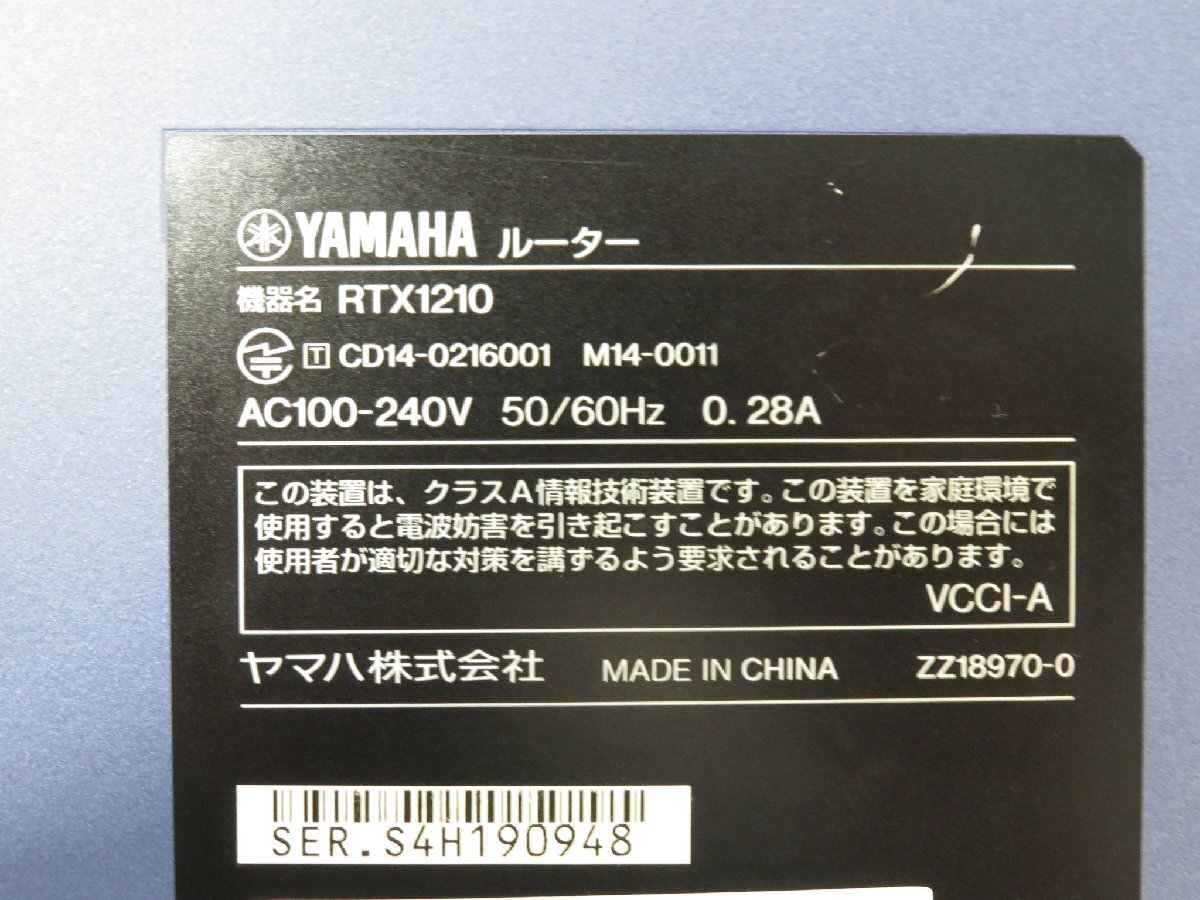 YAMAHA ルーター
機器名 RTX1210
T CD14-0216001 M14-0011
AC100-240V 50/60Hz 0.28A
この装置は、クラスA情報技術装置です。この装置を家庭環境で
使用すると電波妨害を引き起こすことがあります。この場合には
使用者が適切な対策を講ずるよう要求されることがあります。
VCCI-A
ヤマハ株式会社 MADE IN CHINA ZZ18970-0
SER.S4H190948